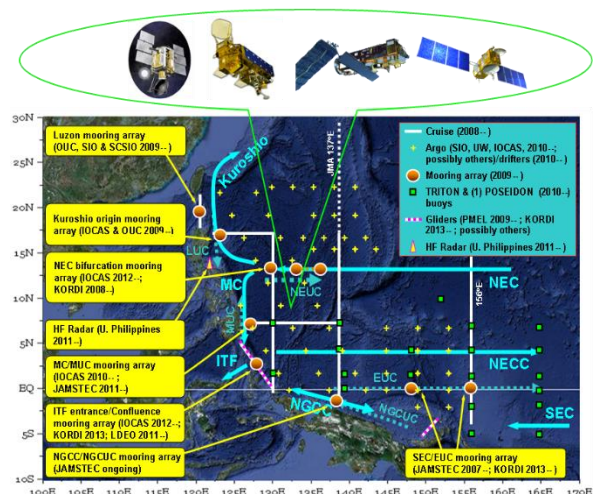 30N
25N
20N
15N
10N
5N
EQ
5S
10S
100E
105E
110E
115E
120E
125E
130E
135E
140E
145E
150E
155E
160E
165E
170E
Luzon mooring array
(OUC, SIO & SCSIO 2009--)
Kuroshio origin mooring
array (IOCAS & OUC 2009--)
NEC bifurcation mooring
array (IOCAS 2012--;
KORDI 2008--)
HF Radar (U. Philippines
2011--)
MC/MUC mooring array
(IOCAS 2010-- ;
JAMSTEC 2011--)
ITF entrance/Confluence
mooring array (IOCAS 2012--;
KORDI 2013; LDEO 2011--)
NGCC/NGCUC mooring array
(JAMSTEC ongoing)
SEC/EUC mooring array
(JAMSTEC 2007--; KORDI 2013--)
Cruise (2008--)
Argo (SIO, UW, IOCAS, 2010--;
possibly others)/drifters (2010--)
Mooring array (2009--)
TRITON & (1) POSEIDON (2010--)
buoys
Gliders (PMEL 2009--; KORDI
2013--; possibly others)
HF Radar (U. Philippines 2011--)
Kuroshio
JMA 137°E
156°E
LUC
MC
NEUC
NEC
MUC
ITF
NECC
EUC
NGCC
NGCUC
SEC